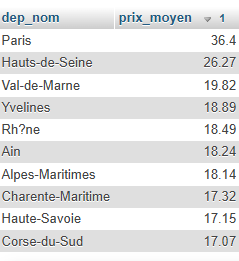 dep_nom prix_moyen 1
Paris 36.4
Hauts-de-Seine 26.27
Val-de-Marne 19.82
Yvelines 18.89
Rh?ne 18.49
Ain 18.24
Alpes-Maritimes 18.14
Charente-Maritime 17.32
Haute-Savoie 17.15
Corse-du-Sud 17.07